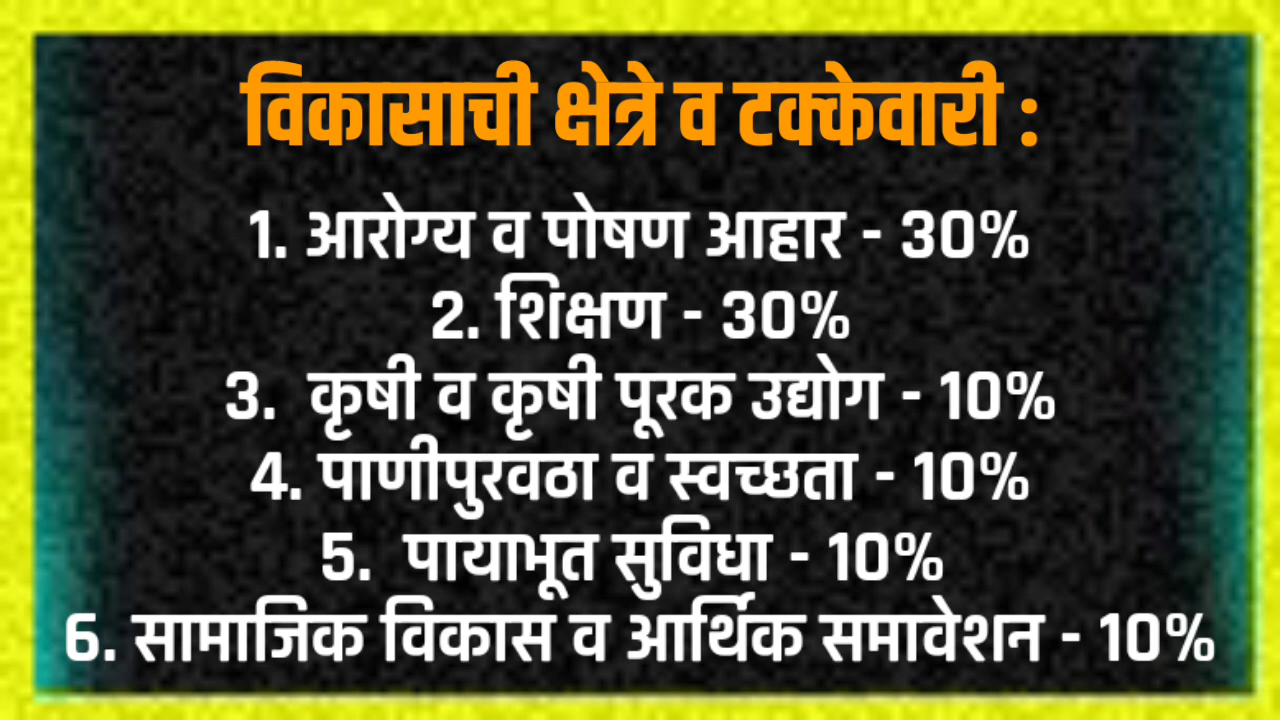 विकासाची क्षेत्रे व टक्केवारी :
1. आरोग्य व पोषण आहार - 30%
2. शिक्षण - 30%
3. कृषी व कृषी पूरक उद्योग - 10%
4. पाणीपुरवठा व स्वच्छता - 10%
5. पायाभूत सुविधा - 10%
6. सामाजिक विकास व आर्थिक समावेशन - 10%